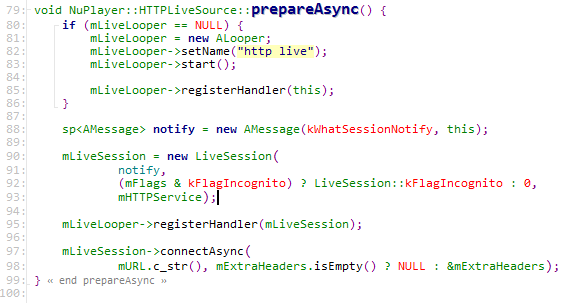 79: void NuPlayer::HTTPLiveSource::prepareAsync() {
80:     if (mLiveLooper == NULL) {
81:         mLiveLooper = new ALooper;
82:         mLiveLooper->setName("http live");
83:         mLiveLooper->start();
84:
85:         mLiveLooper->registerHandler(this);
86:     }
87:
88:     sp<AMessage> notify = new AMessage(kWhatSessionNotify, this);
89:
90:     mLiveSession = new LiveSession(
91:             notify,
92:             (mFlags & kFlagIncognito) ? LiveSession::kFlagIncognito : 0,
93:             mHTTPService);
94:
95:     mLiveLooper->registerHandler(mLiveSession);
96:
97:     mLiveSession->connectAsync(
98:             mURL.c_str(), mExtraHeaders.isEmpty() ? NULL : &mExtraHeaders);
99: } « end prepareAsync »
100: